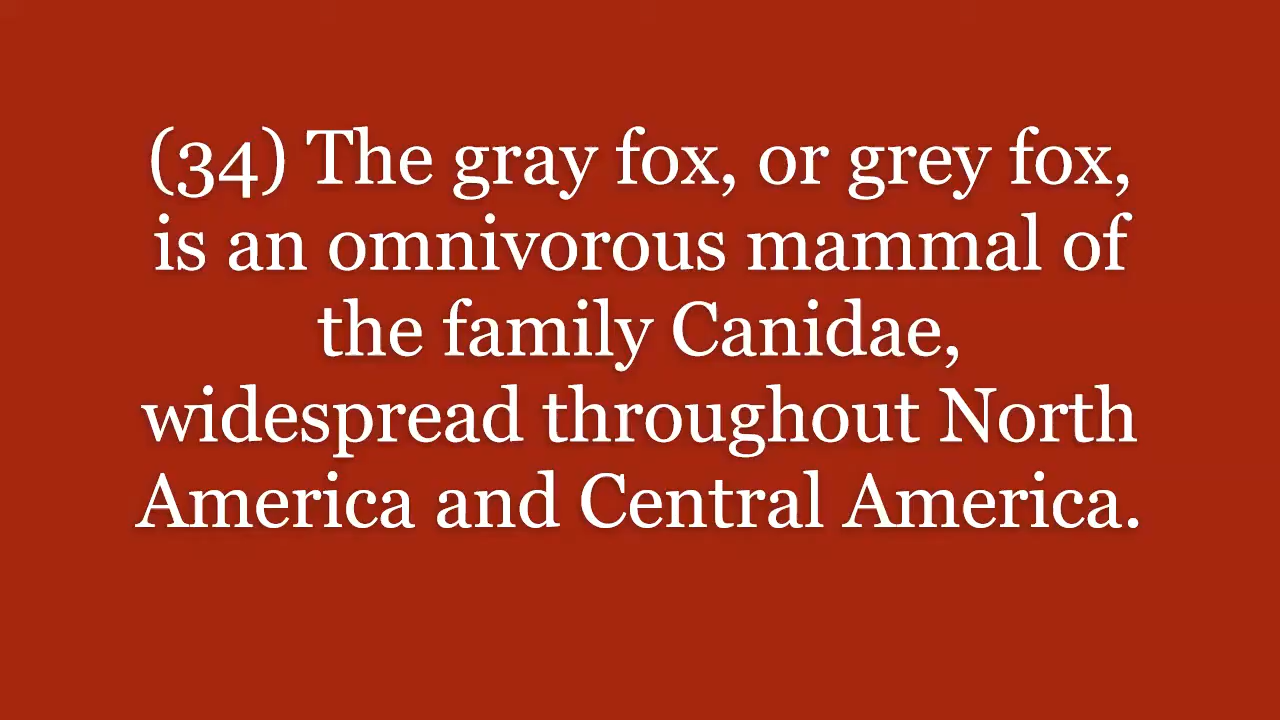 (34) The gray fox, or grey fox,
is an omnivorous mammal of
the family Canidae,
widespread throughout North
America and Central America.